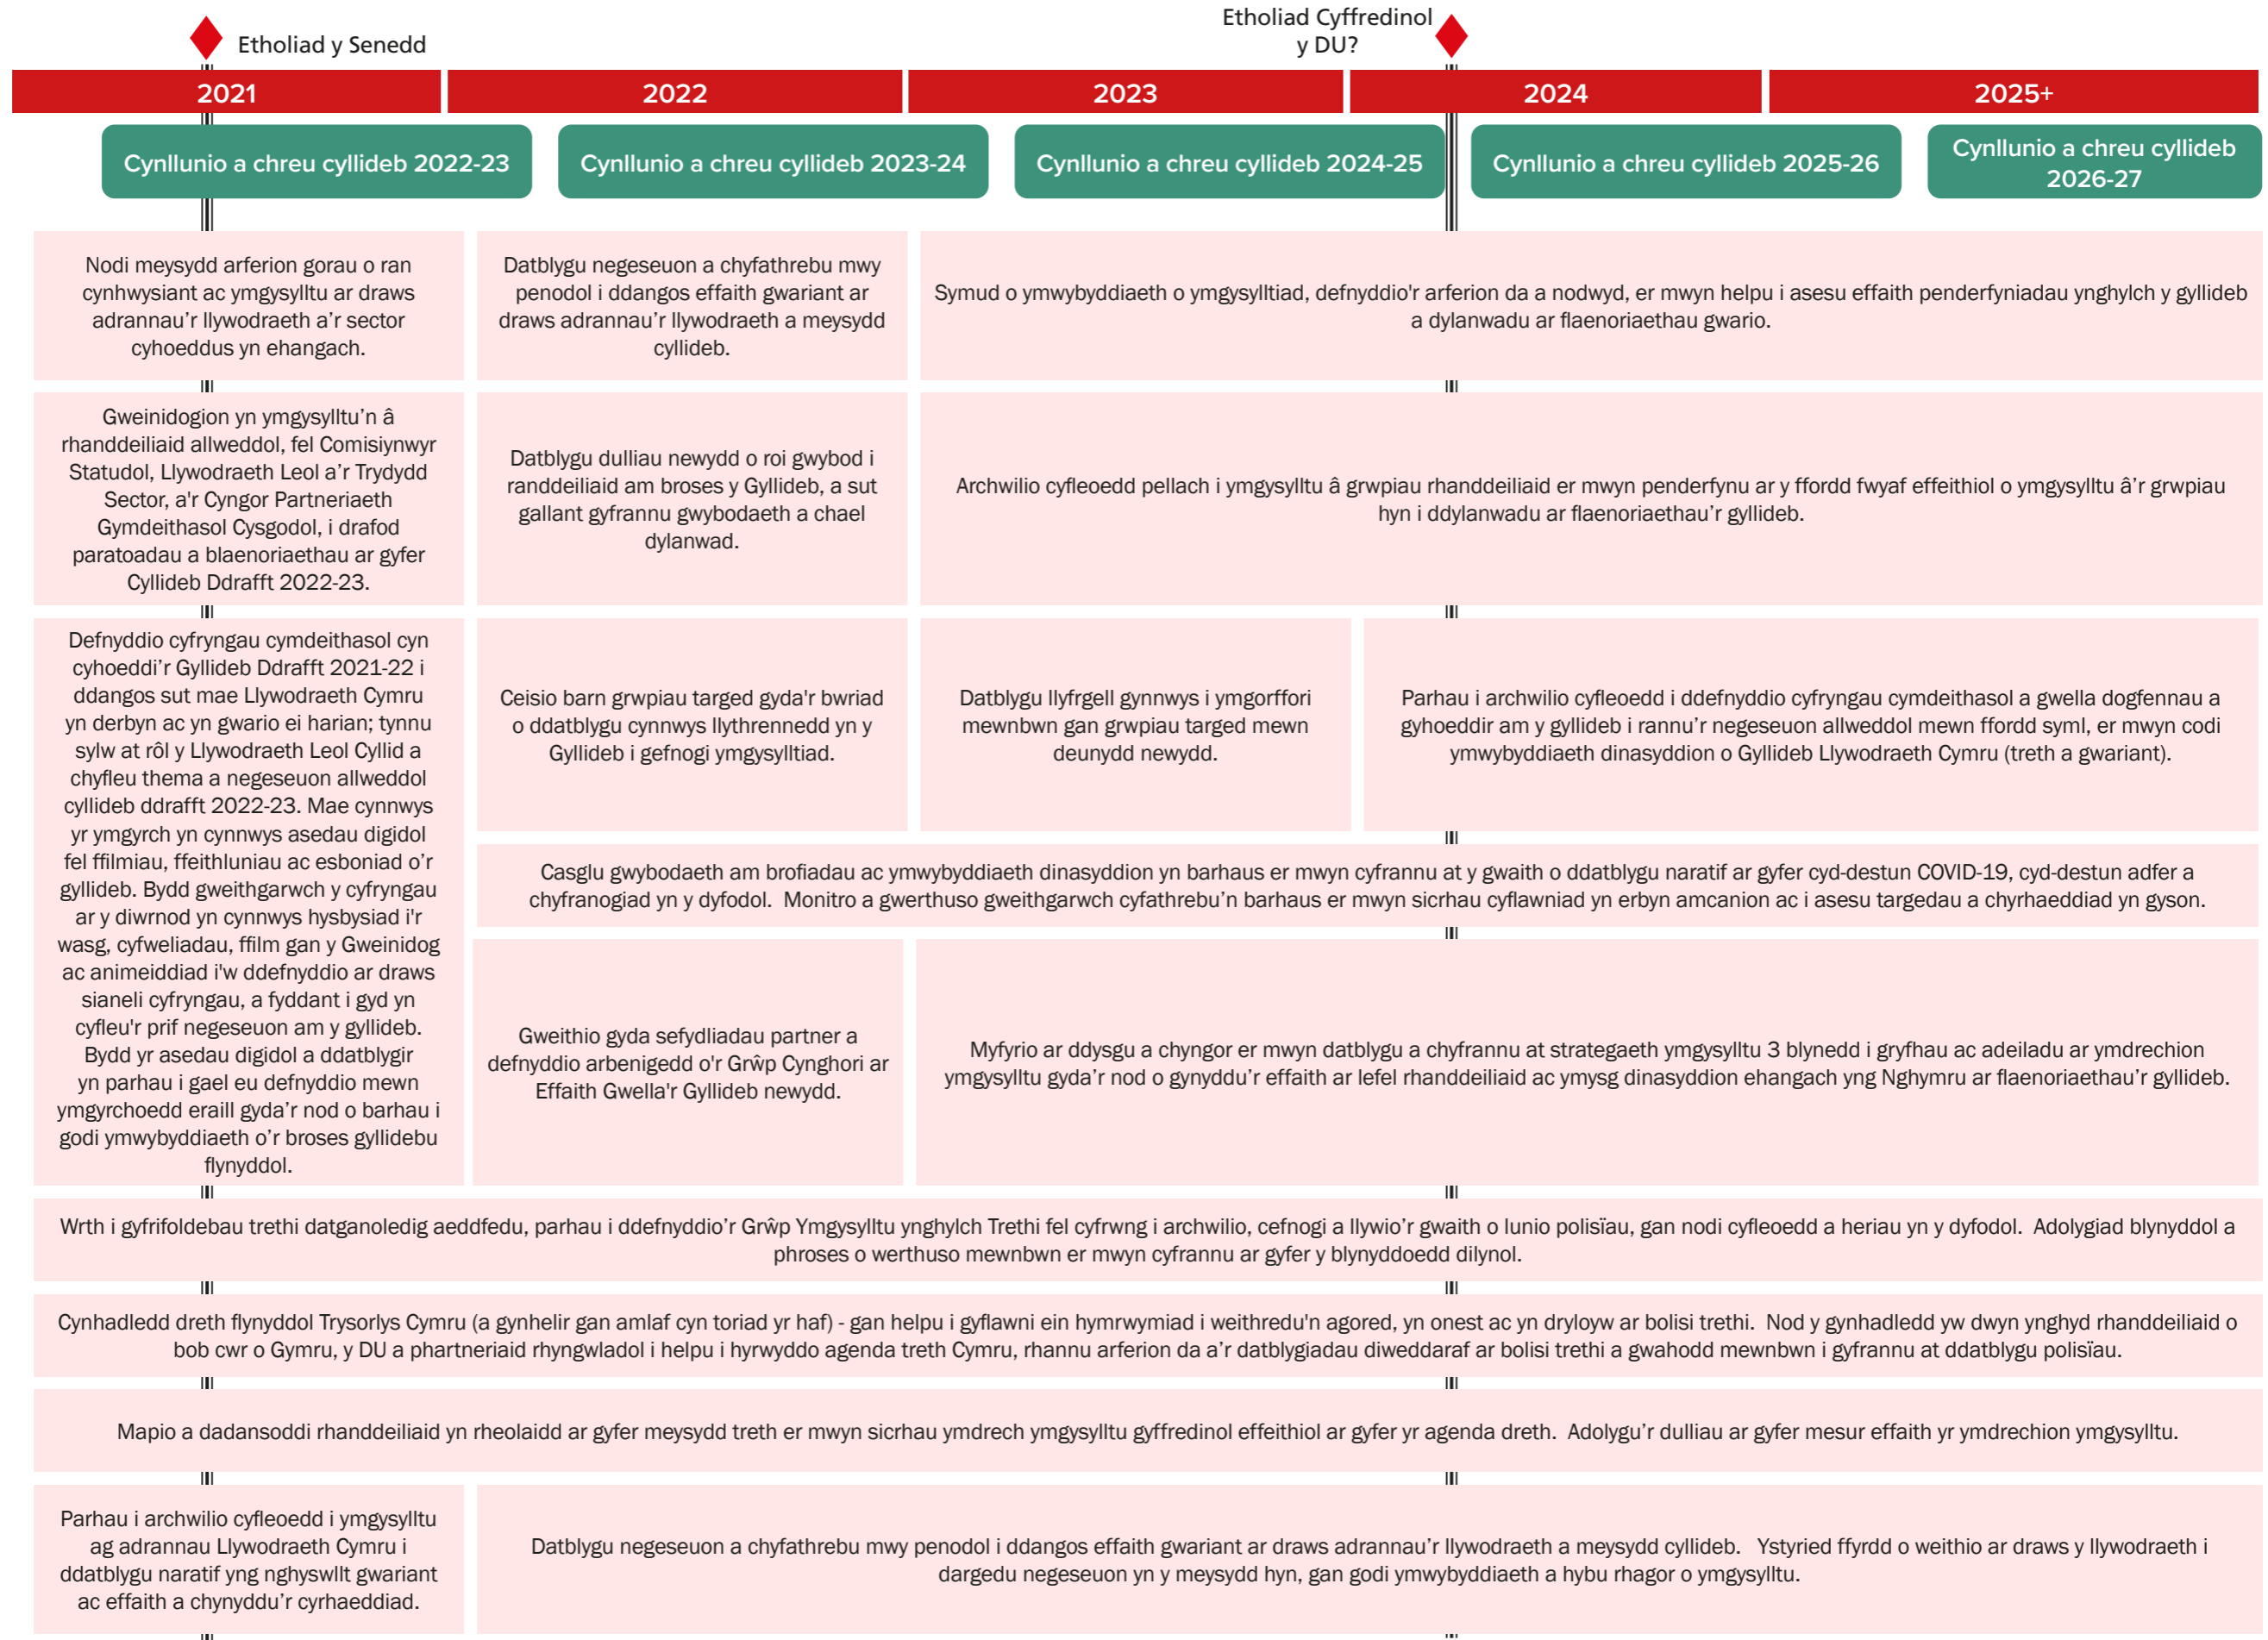 Etholiad y Senedd
Etholiad Cyffredinol
y DU?
2021
2022
2023
2024
2025+
Cynllunio a chreu cyllideb 2022-23
Cynllunio a chreu cyllideb 2023-24
Cynllunio a chreu cyllideb 2024-25
Cynllunio a chreu cyllideb 2025-26
Cynllunio a chreu cyllideb
2026-27
Nodi meysydd arferion gorau o ran
cynhwysiant ac ymgysylltu ar draws
adrannau’r llywodraeth a’r sector
cyhoeddus yn ehangach.
Datblygu negeseuon a chyfathrebu mwy
penodol i ddangos effaith gwariant ar
draws adrannau’r llywodraeth a meysydd
cyllideb.
Symud o ymwybyddiaeth o ymgysylltiad, defnyddio'r arferion da a nodwyd, er mwyn helpu i asesu effaith penderfyniadau ynghylch y gyllideb
a dylanwadu ar flaenoriaethau gwario.
Gweinidogion yn ymgysylltu’n â
rhanddeiliaid allweddol, fel Comisiynwyr
Statudol, Llywodraeth Leol a’r Trydydd
Sector, a'r Cyngor Partneriaeth
Gymdeithasol Cysgodol, i drafod
paratoadau a blaenoriaethau ar gyfer
Cyllideb Ddrafft 2022-23.
Datblygu dulliau newydd o roi gwybod i
randdeiliaid am broses y Gyllideb, a sut
gallant gyfrannu gwybodaeth a chael
dylanwad.
Archwilio cyfleoedd pellach i ymgysylltu â grwpiau rhanddeiliaid er mwyn penderfynu ar y ffordd fwyaf effeithiol o ymgysylltu â’r grwpiau
hyn i ddylanwadu ar flaenoriaethau’r gyllideb.
Defnyddio cyfryngau cymdeithasol cyn
cyhoeddi’r Gyllideb Ddrafft 2021-22 i
ddangos sut mae Llywodraeth Cymru
yn derbyn ac yn gwario ei harian; tynnu
sylw at rôl y Llywodraeth Leol Cyllid a
chyfleu thema a negeseuon allweddol
cyllideb ddrafft 2022-23. Mae cynnwys
yr ymgyrch yn cynnwys asedau digidol
fel ffilmiau, ffeithluniau ac esboniad o’r
gyllideb. Bydd gweithgarwch y cyfryngau
ar y diwrnod yn cynnwys hysbysiad i'r
wasg, cyfweliadau, ffilm gan y Gweinidog
ac animeiddiad i'w ddefnyddio ar draws
sianeli cyfryngau, a fyddant i gyd yn
cyfleu'r prif negeseuon am y gyllideb.
Bydd yr asedau digidol a ddatblygir
yn parhau i gael eu defnyddio mewn
ymgyrchoedd eraill gyda’r nod o barhau i
godi ymwybyddiaeth o’r broses gyllidebu
flynyddol.
Ceisio barn grwpiau targed gyda'r bwriad
o ddatblygu cynnwys llythrennedd yn y
Gyllideb i gefnogi ymgysylltiad.
Datblygu llyfrgell gynnwys i ymgorffori
mewnbwn gan grwpiau targed mewn
deunydd newydd.
Parhau i archwilio cyfleoedd i ddefnyddio cyfryngau cymdeithasol a gwella dogfennau a
gyhoeddir am y gyllideb i rannu’r negeseuon allweddol mewn ffordd syml, er mwyn codi
ymwybyddiaeth dinasyddion o Gyllideb Llywodraeth Cymru (treth a gwariant).
Casglu gwybodaeth am brofiadau ac ymwybyddiaeth dinasyddion yn barhaus er mwyn cyfrannu at y gwaith o ddatblygu naratif ar gyfer cyd-destun COVID-19, cyd-destun adfer a
chyfranogiad yn y dyfodol.  Monitro a gwerthuso gweithgarwch cyfathrebu’n barhaus er mwyn sicrhau cyflawniad yn erbyn amcanion ac i asesu targedau a chyrhaeddiad yn gyson.
Gweithio gyda sefydliadau partner a
defnyddio arbenigedd o'r Grŵp Cynghori ar
Effaith Gwella'r Gyllideb newydd.
Myfyrio ar ddysgu a chyngor er mwyn datblygu a chyfrannu at strategaeth ymgysylltu 3 blynedd i gryfhau ac adeiladu ar ymdrechion
ymgysylltu gyda’r nod o gynyddu’r effaith ar lefel rhanddeiliaid ac ymysg dinasyddion ehangach yng Nghymru ar flaenoriaethau’r gyllideb.
Wrth i gyfrifoldebau trethi datganoledig aeddfedu, parhau i ddefnyddio’r Grŵp Ymgysylltu ynghylch Trethi fel cyfrwng i archwilio, cefnogi a llywio’r gwaith o lunio polisïau, gan nodi cyfleoedd a heriau yn y dyfodol.  Adolygiad blynyddol a
phroses o werthuso mewnbwn er mwyn cyfrannu ar gyfer y blynyddoedd dilynol.
Cynhadledd dreth flynyddol Trysorlys Cymru (a gynhelir gan amlaf cyn toriad yr haf) - gan helpu i gyflawni ein hymrwymiad i weithredu'n agored, yn onest ac yn dryloyw ar bolisi trethi.  Nod y gynhadledd yw dwyn ynghyd rhanddeiliaid o
bob cwr o Gymru, y DU a phartneriaid rhyngwladol i helpu i hyrwyddo agenda treth Cymru, rhannu arferion da a’r datblygiadau diweddaraf ar bolisi trethi a gwahodd mewnbwn i gyfrannu at ddatblygu polisïau.
Mapio a dadansoddi rhanddeiliaid yn rheolaidd ar gyfer meysydd treth er mwyn sicrhau ymdrech ymgysylltu gyffredinol effeithiol ar gyfer yr agenda dreth.  Adolygu’r dulliau ar gyfer mesur effaith yr ymdrechion ymgysylltu.
Parhau i archwilio cyfleoedd i ymgysylltu
ag adrannau Llywodraeth Cymru i
ddatblygu naratif yng nghyswllt gwariant
ac effaith a chynyddu’r cyrhaeddiad.
Datblygu negeseuon a chyfathrebu mwy penodol i ddangos effaith gwariant ar draws adrannau’r llywodraeth a meysydd cyllideb.   Ystyried ffyrdd o weithio ar draws y llywodraeth i
dargedu negeseuon yn y meysydd hyn, gan godi ymwybyddiaeth a hybu rhagor o ymgysylltu.